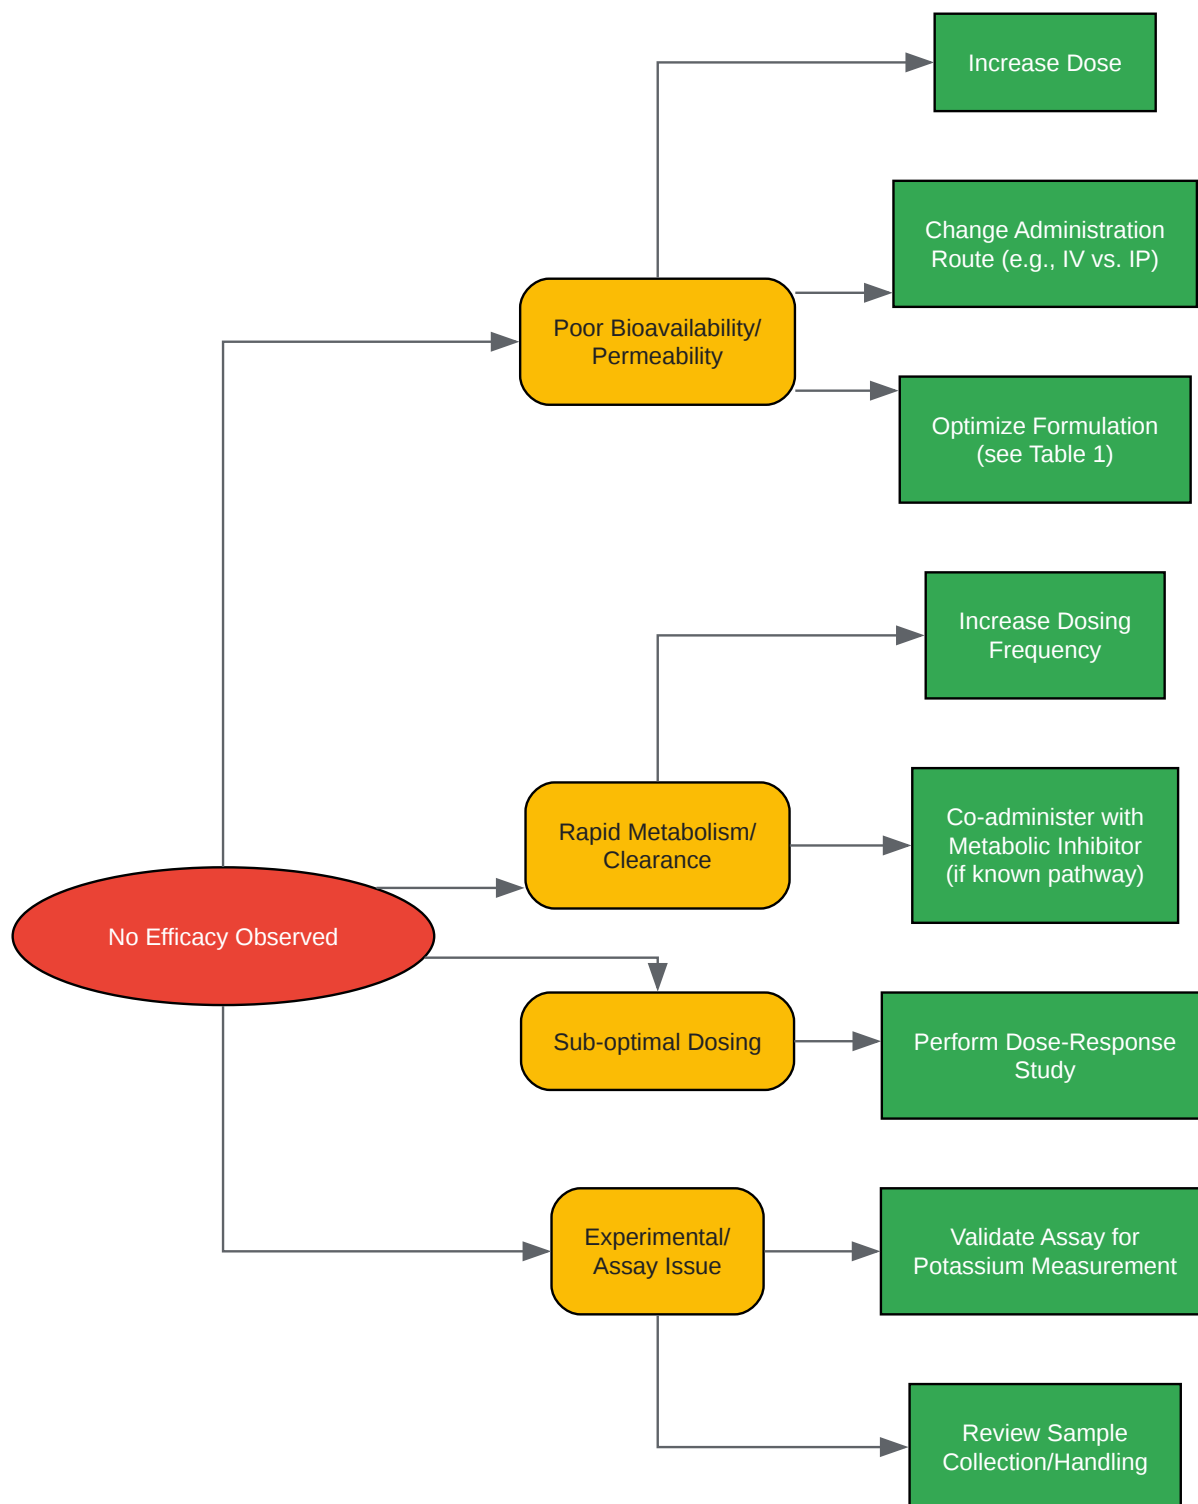 Increase Dose
Change Administration
Route (e.g., IV vs. IP)
Poor Bioavailability/
Permeability
Optimize Formulation
(see Table 1)
Increase Dosing
Frequency
Rapid Metabolism/
Clearance
Co-administer with
Metabolic Inhibitor
(if known pathway)
No Efficacy Observed
Sub-optimal Dosing
Perform Dose-Response
Study
Experimental/
Assay Issue
Validate Assay for
Potassium Measurement
Review Sample
Collection/Handling